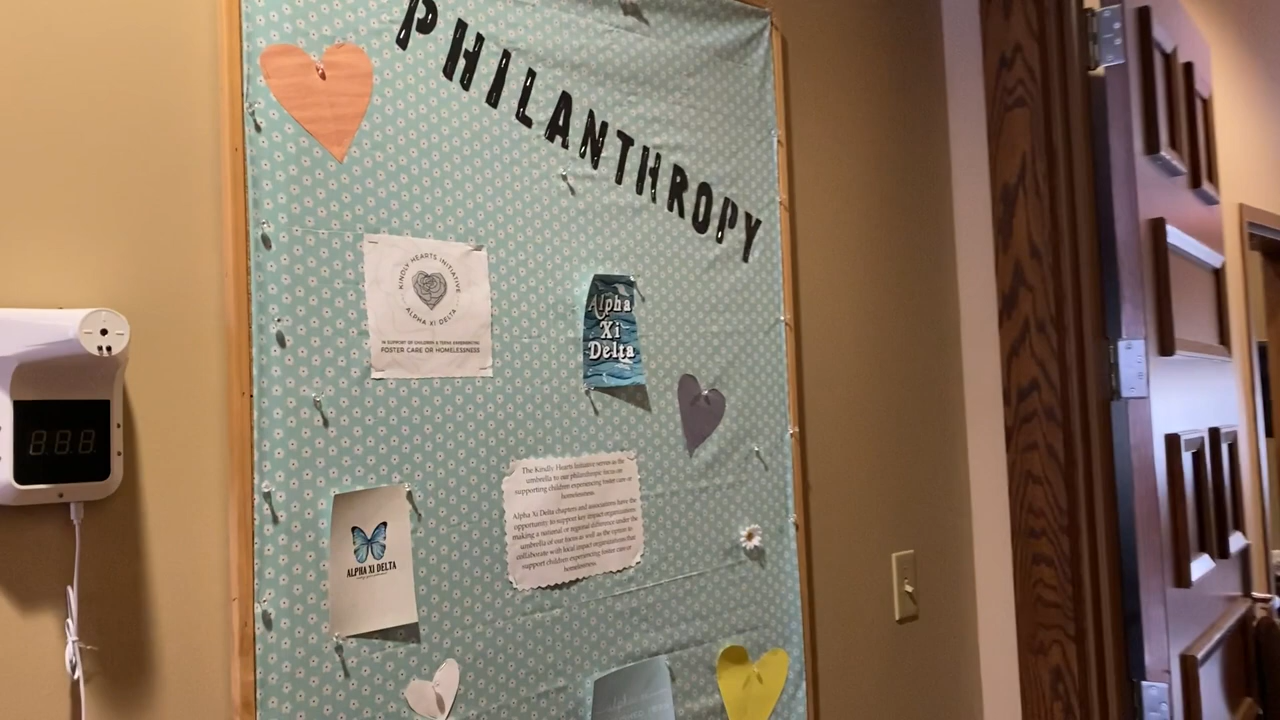 PHILANTHROPY
KINDLY HEARTS INITIATIVE
ALPHA XI DELTA
IN SUPPORT OF CHILDREN & TEENS EXPERIENCING
FOSTER CARE OR HOMELESSNESS
Alpha
Xi
Delta
The Kindly Hearts Initiative serves as the
umbrella to our philanthropic focus on
supporting children experiencing foster care or
homelessness.
Alpha Xi Delta chapters and associations have the
opportunity to support key impact organizations
making a national or regional difference under the
umbrella of our focus as well as the option to
collaborate with local impact organizations that
support children experiencing foster care or
homelessness.
ALPHA XI DELTA
888